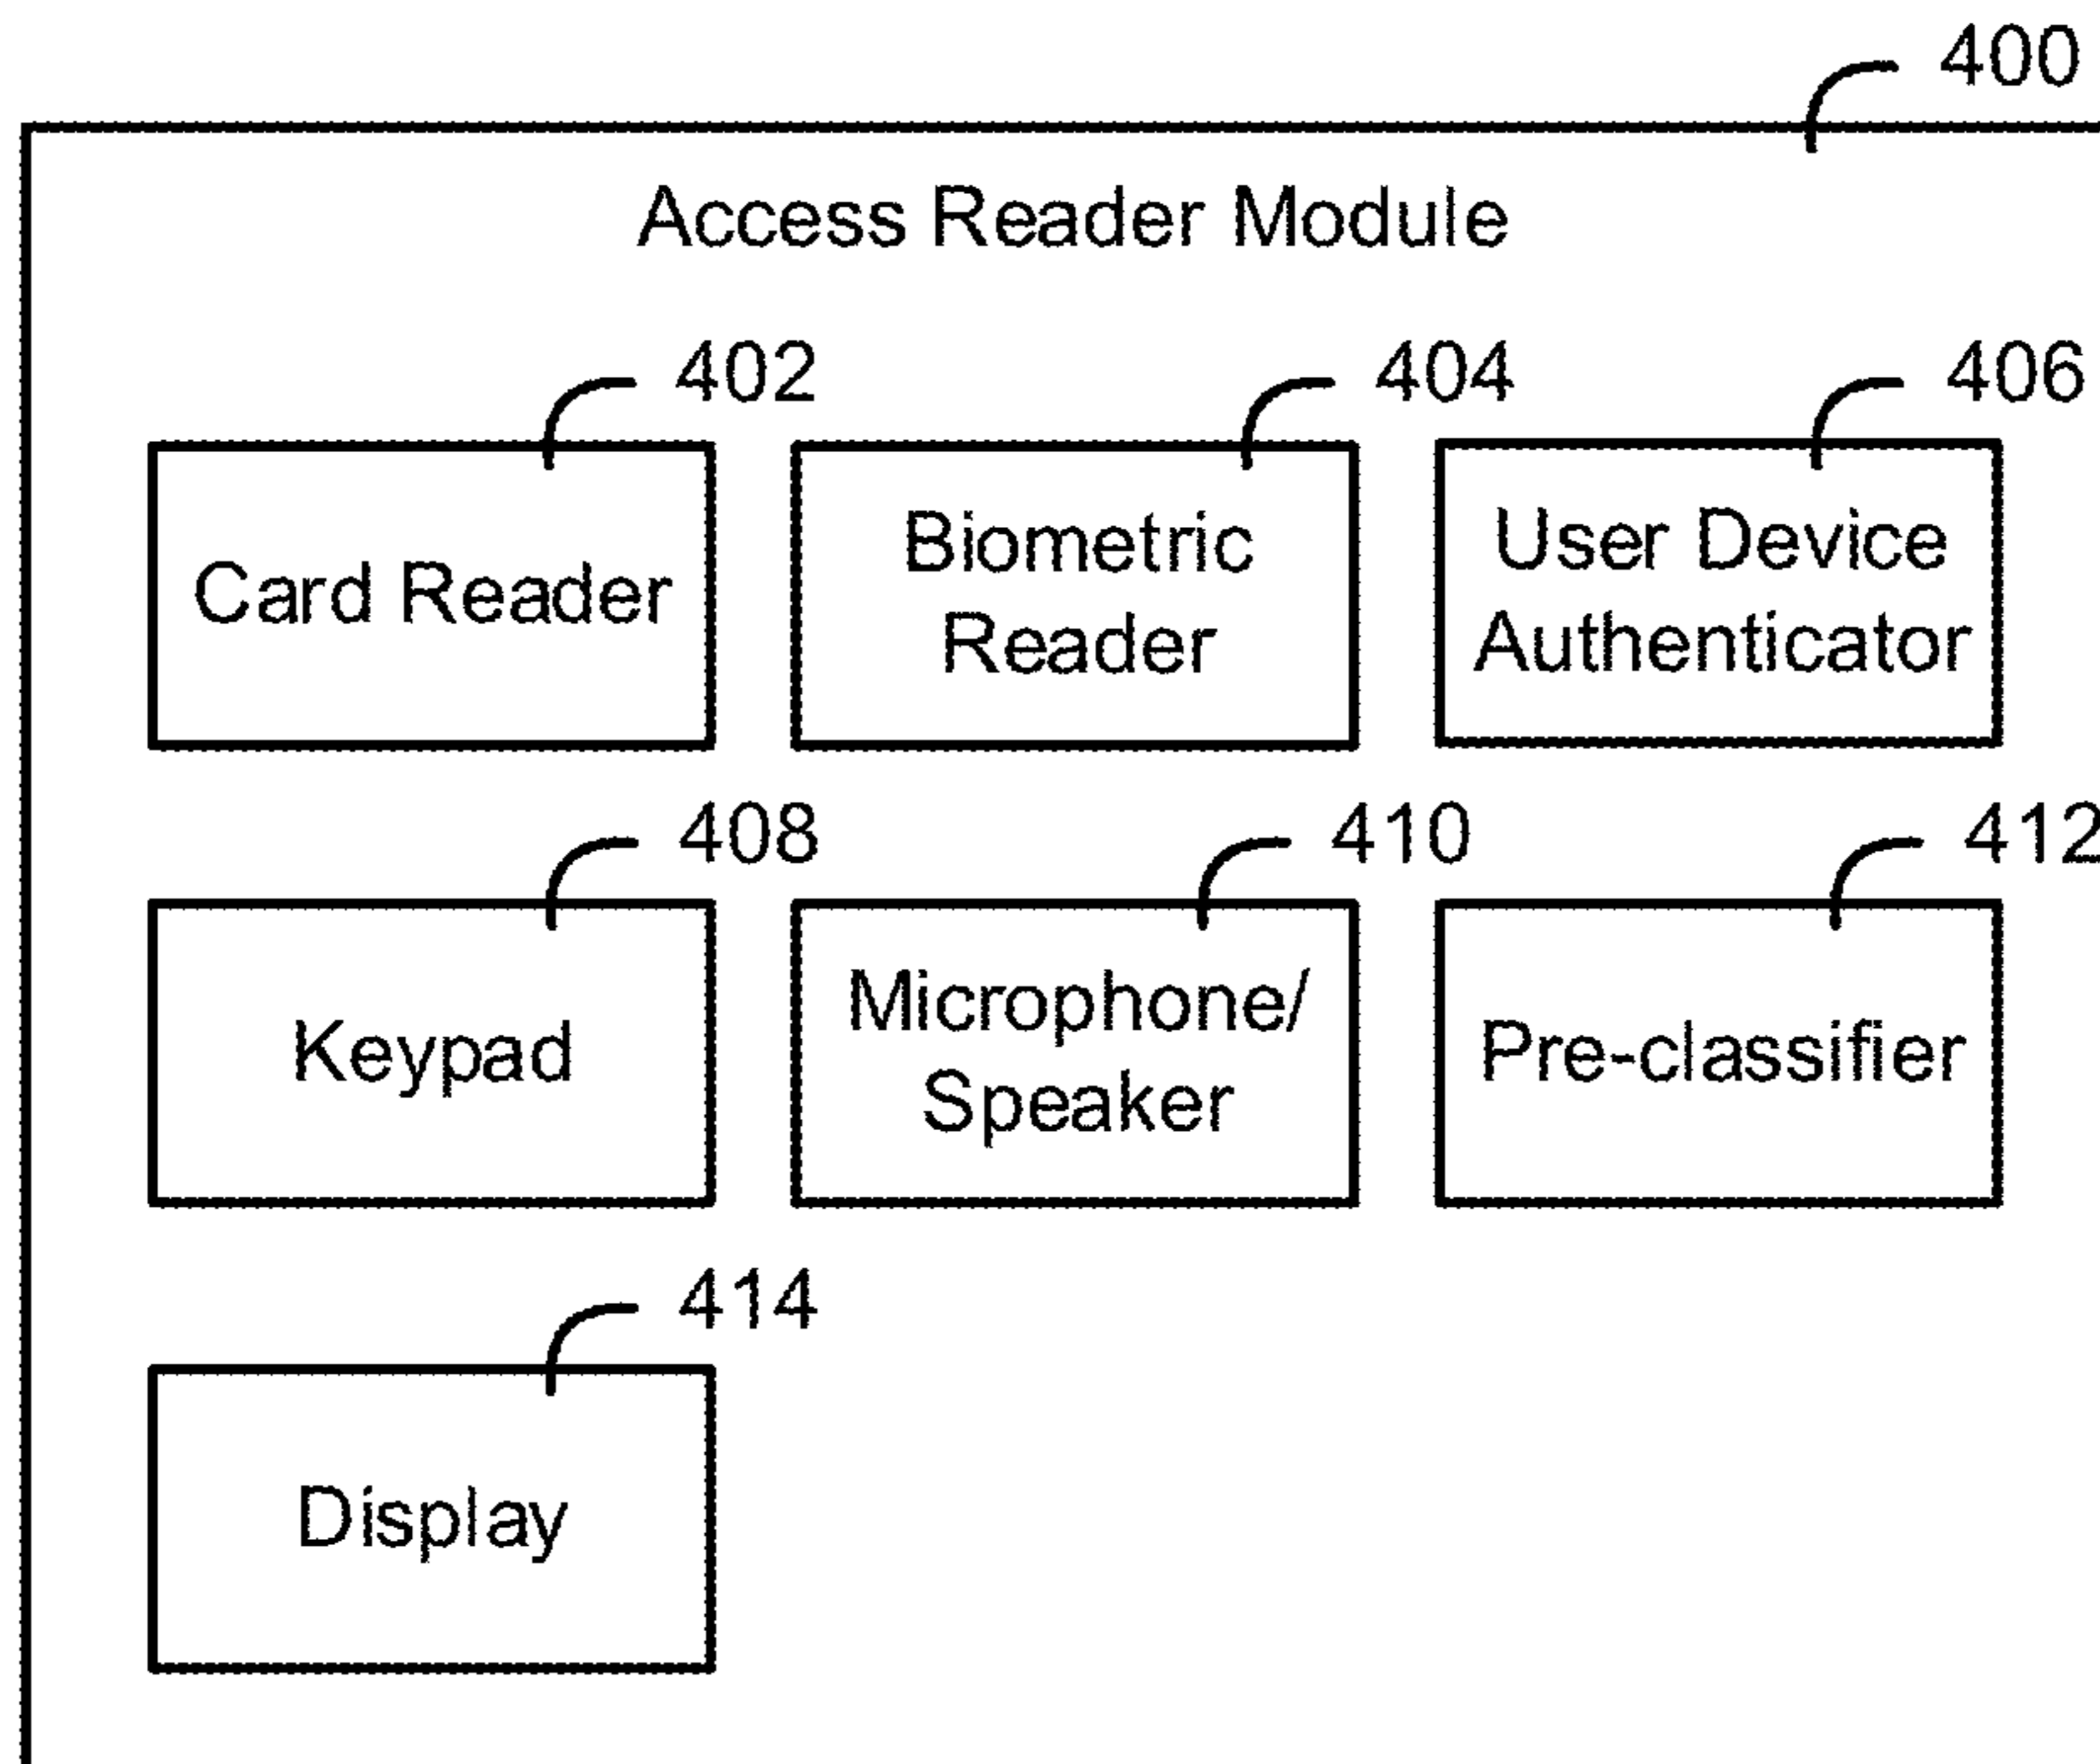 400
Access Reader Module
402
404
406
Card Reader
Biometric
Reader
User Device
Authenticator
408
410
412
Keypad
Microphone/
Speaker
Pre-classifier
414
Display